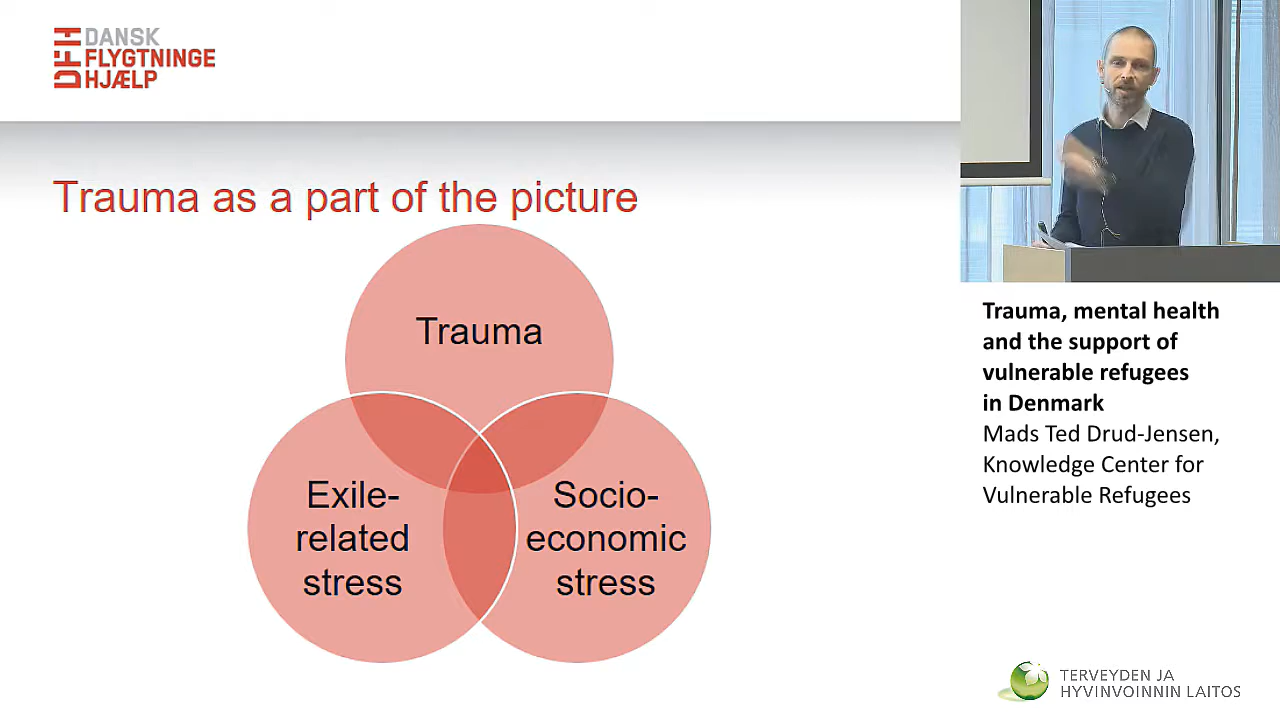 DFH
DANSK
FLYGTNINGE
HJÆLP
Trauma as a part of the picture
Trauma
Exile-
related
stress
Socio-
economic
stress
Trauma, mental health
and the support of
vulnerable refugees
in Denmark
Mads Ted Drud-Jensen,
Knowledge Center for
Vulnerable Refugees
TERVEYDEN JA
HYVINVOINNIN LAITOS